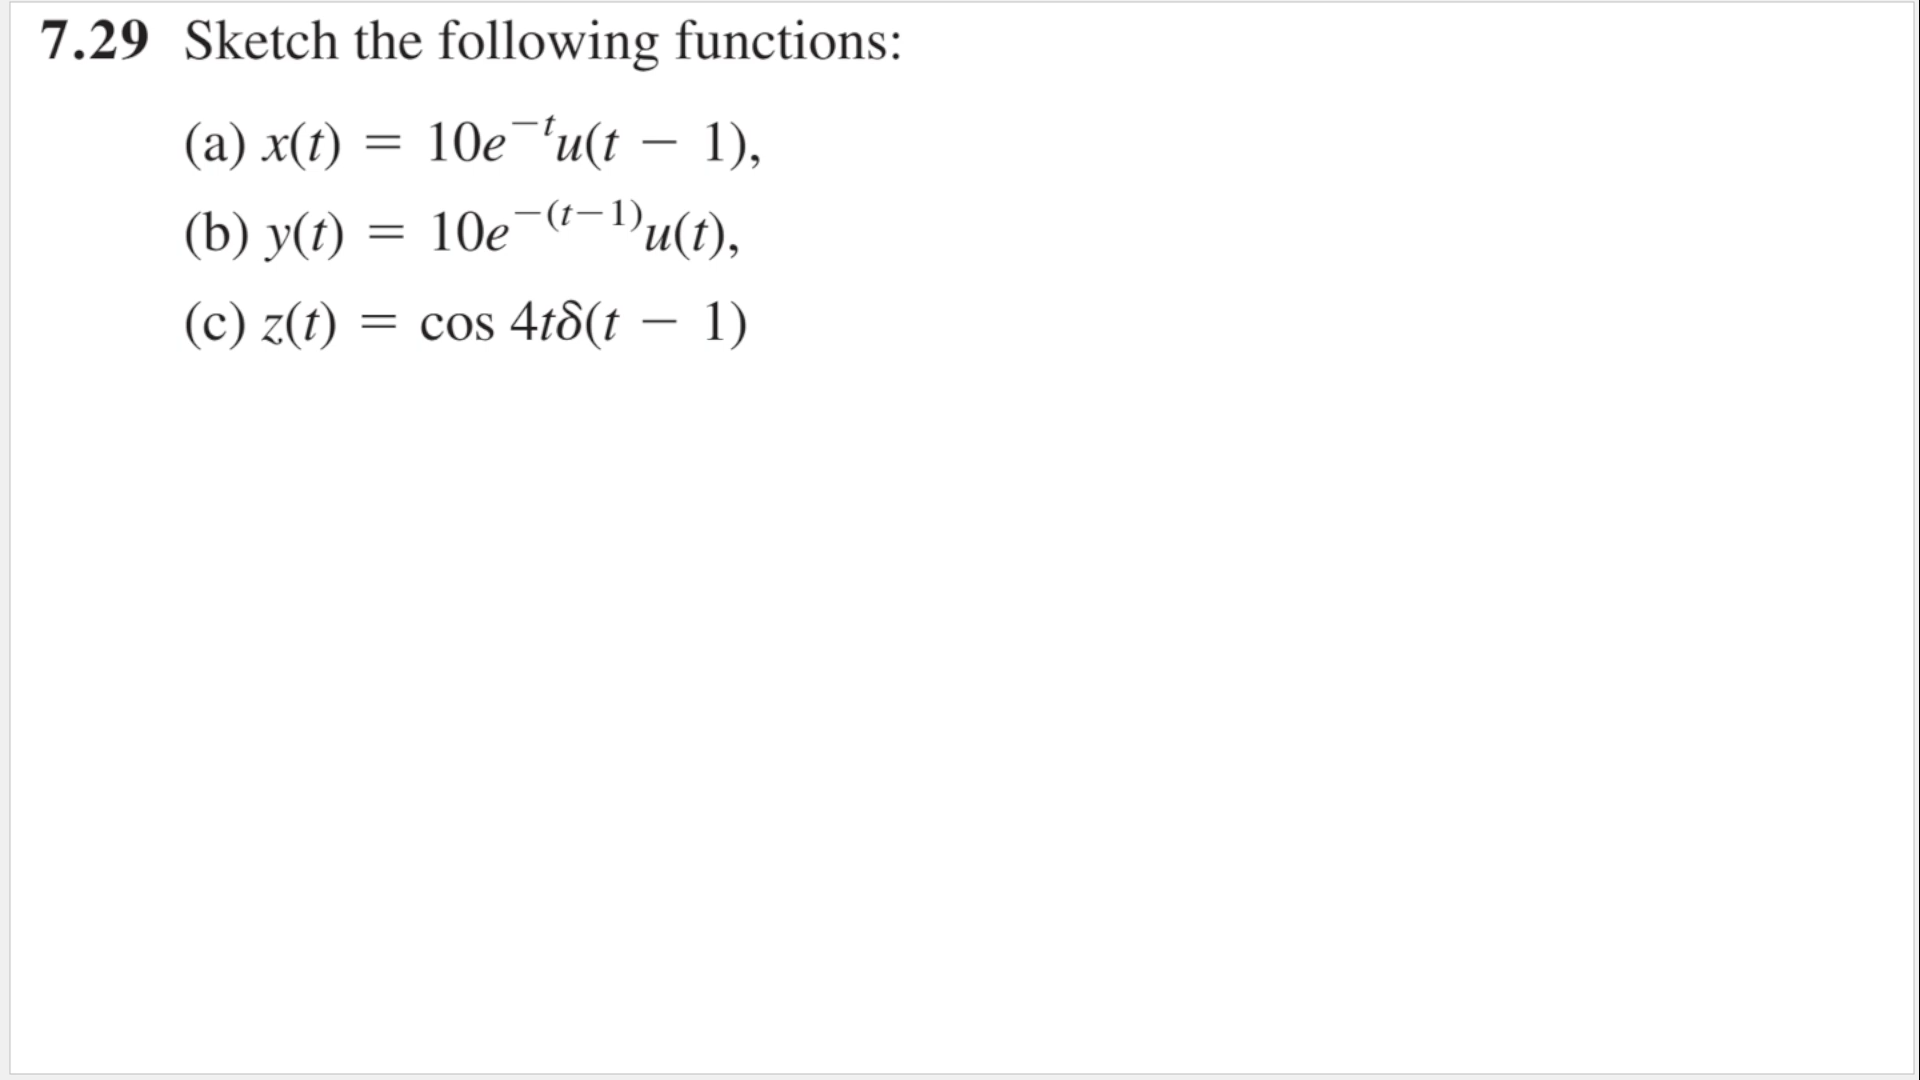 7.29 Sketch the following functions:
(a) x(t) = 10e^{−t}u(t − 1),
(b) y(t) = 10e^{−(t−1)}u(t),
(c) z(t) = cos 4tδ(t − 1)